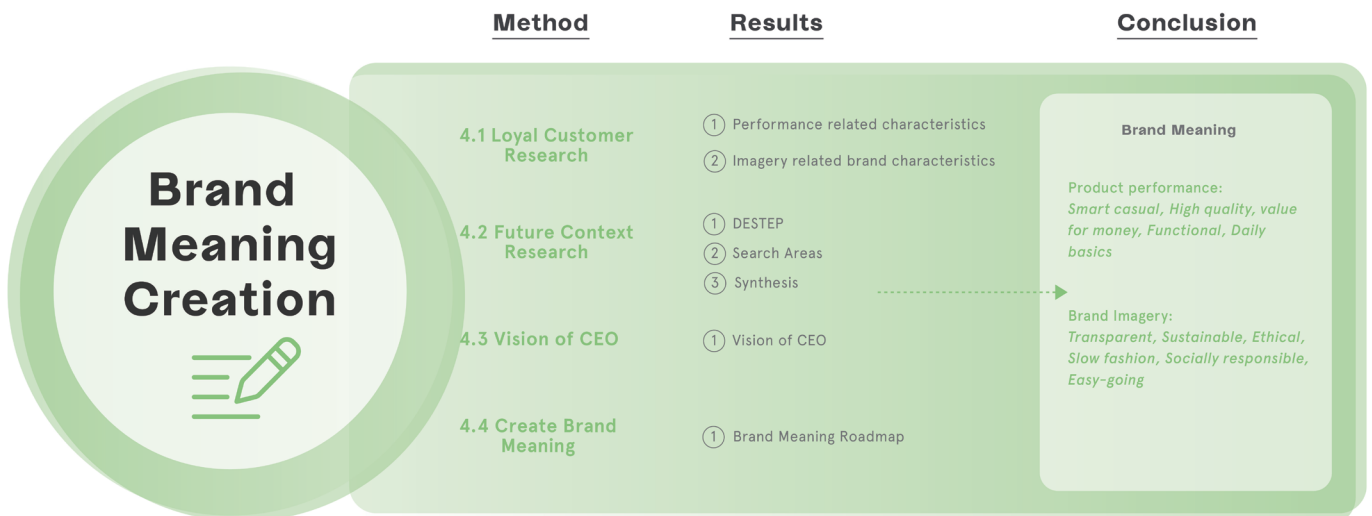 Method
Results
Conclusion
Brand
Meaning
Creation
4.1 Loyal Customer
Research
1 Performance related characteristics
2 Imagery related brand characteristics
4.2 Future Context
Research
1 DESTEP
2 Search Areas
3 Synthesis
4.3 Vision of CEO
1 Vision of CEO
4.4 Create Brand
Meaning
1 Brand Meaning Roadmap
Brand Meaning
Product performance:
Smart casual, High quality, value
for money, Functional, Daily
basics
Brand Imagery:
Transparent, Sustainable, Ethical,
Slow fashion, Socially responsible,
Easy-going